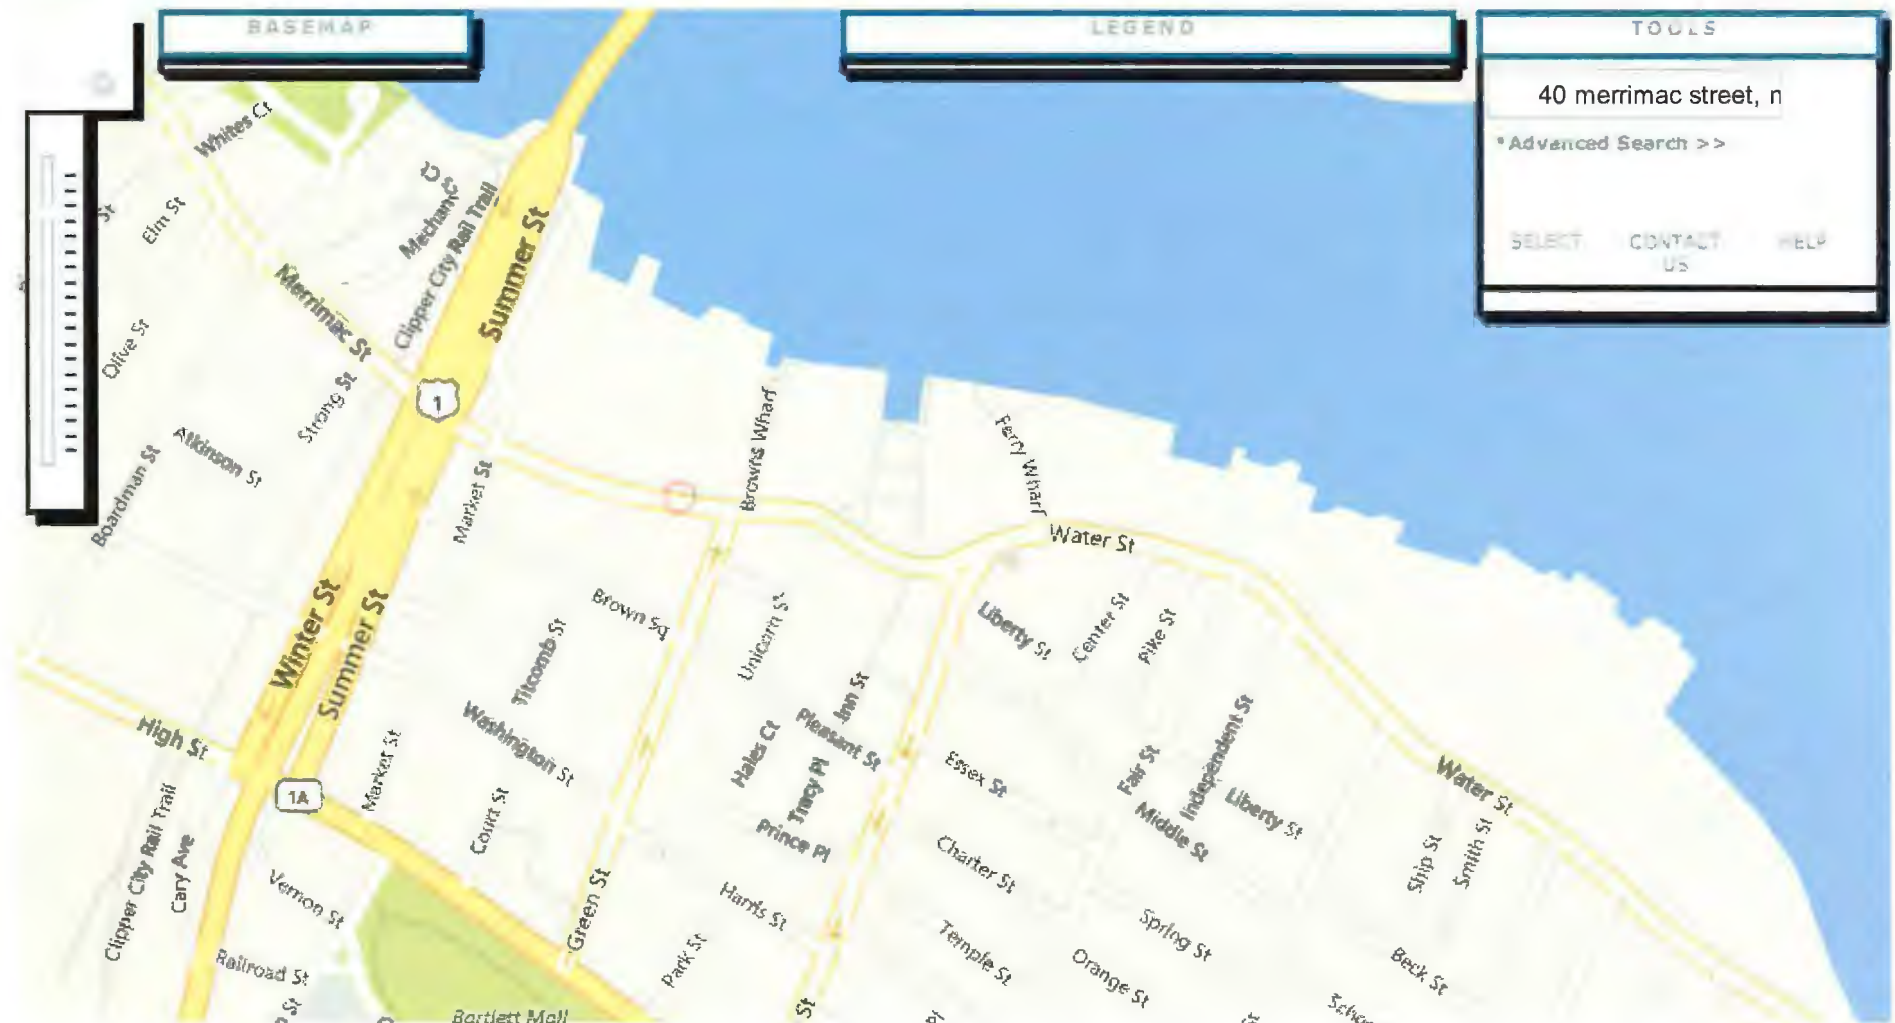 BASEMAP
LEGEND
TOOLS
40 merrimac street, n
*Advanced Search >>
SELECT
CONTACT
US
HELP
Whites Ct
St
Elm St
Mechanic
Ct
Clipper City Rail Trail
Summer St
Merrimac St
Olive St
Strong St
1
Atkinson St
Boardman St
Market St
Browns Wharf
Ferry Wharf
Water St
Winter St
Summer St
Titcomb St
Brown Sq
Unicorn St
Liberty St
Center St
Pike St
High St
Washington St
Inn St
Pleasant St
Hales Ct
Tracy Pl
Prince Pl
Essex St
Fair St
Independent St
Liberty St
Middle St
Water St
1A
Market St
Court St
Clipper City Rail Trail
Cary Ave
Vernon St
Green St
Harris St
Charter St
Ship St
Smith St
Railroad St
Park St
Temple St
Spring St
Orange St
Beck St
St
Bartlett Mall
St
Pl
St